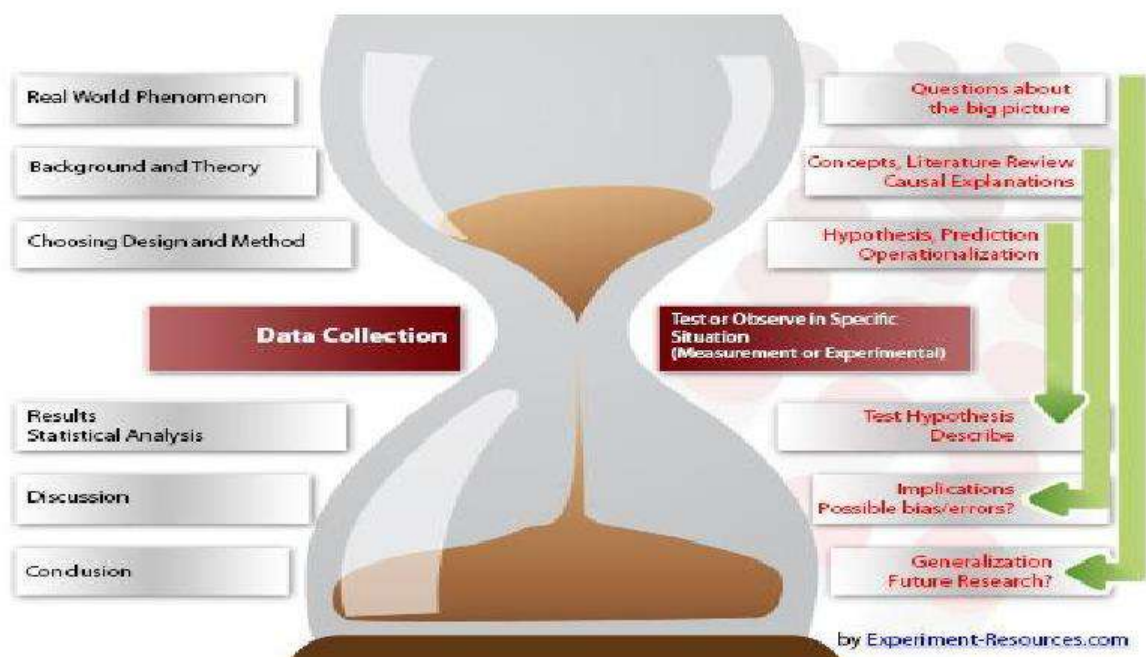 Real World Phenomenon
Questions about
the big picture
Background and Theory
Concepts, Literature Review
Causal Explanations
Choosing Design and Method
Hypothesis, Prediction
Operationalization
Data Collection
Test or Observe in Specific
Situation
(Measurement or Experimental)
Results
Statistical Analysis
Test Hypothesis
Describe
Discussion
Implications
Possible bias/errors?
Conclusion
Generalization
Future Research?
by Experiment-Resources.com